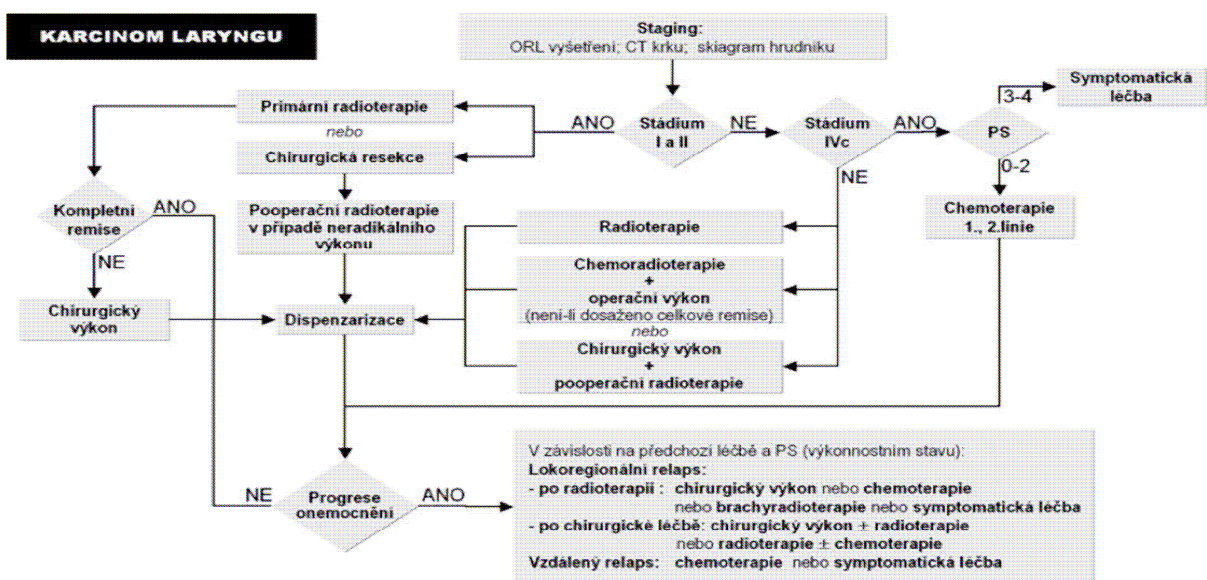 KARCINOM LARYNGU
Staging:
ORL vyšetření; CT krku; skiagram hrudníku
Primární radioterapie
nebo
Chirurgická resekce
ANO
Stádium
I a II
NE
Stádium
IVc
ANO
PS
3-4
Symptomatická
léčba
0-2
NE
Chemoterapie
1., 2.linie
Kompletní
remise
ANO
NE
Pooperační radioterapie
v případě neradikálního
výkonu
Radioterapie
Chemoradioterapie
+
operační výkon
(není-li dosaženo celkové remise)
nebo
Chirurgický výkon
+
pooperační radioterapie
Chirurgický
výkon
Dispenzarizace
NE
Progrese
onemocnění
ANO
V závislosti na předchozí léčbě a PS (výkonnostním stavu):
Lokoregionální relaps:
- po radioterapii : chirurgický výkon nebo chemoterapie
nebo brachyradioterapie nebo symptomatická léčba
- po chirurgické léčbě: chirurgický výkon ± radioterapie
nebo radioterapie ± chemoterapie
Vzdálený relaps: chemoterapie nebo symptomatická léčba